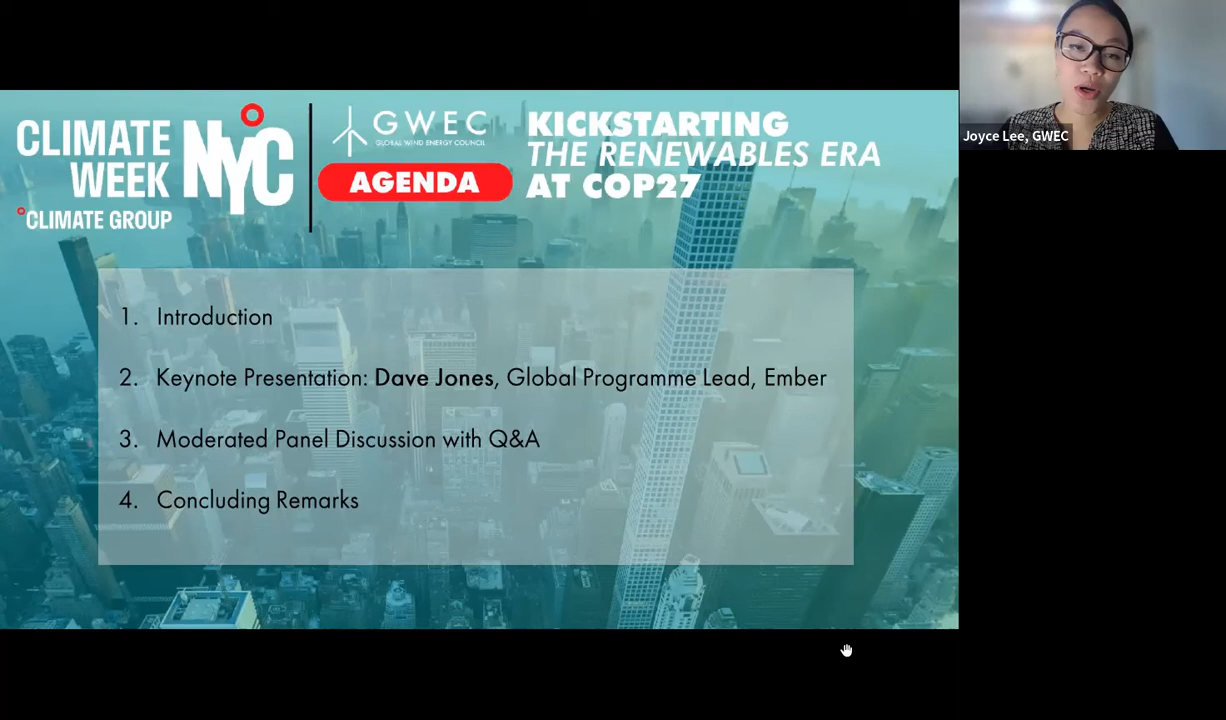 CLIMATE
WEEK
NYC
CLIMATE GROUP
GWEC
GLOBAL WIND ENERGY COUNCIL
AGENDA
KICKSTARTING
THE RENEWABLES ERA
AT COP27
1. Introduction
2. Keynote Presentation: Dave Jones, Global Programme Lead, Ember
3. Moderated Panel Discussion with Q&A
4. Concluding Remarks
Joyce Lee, GWEC